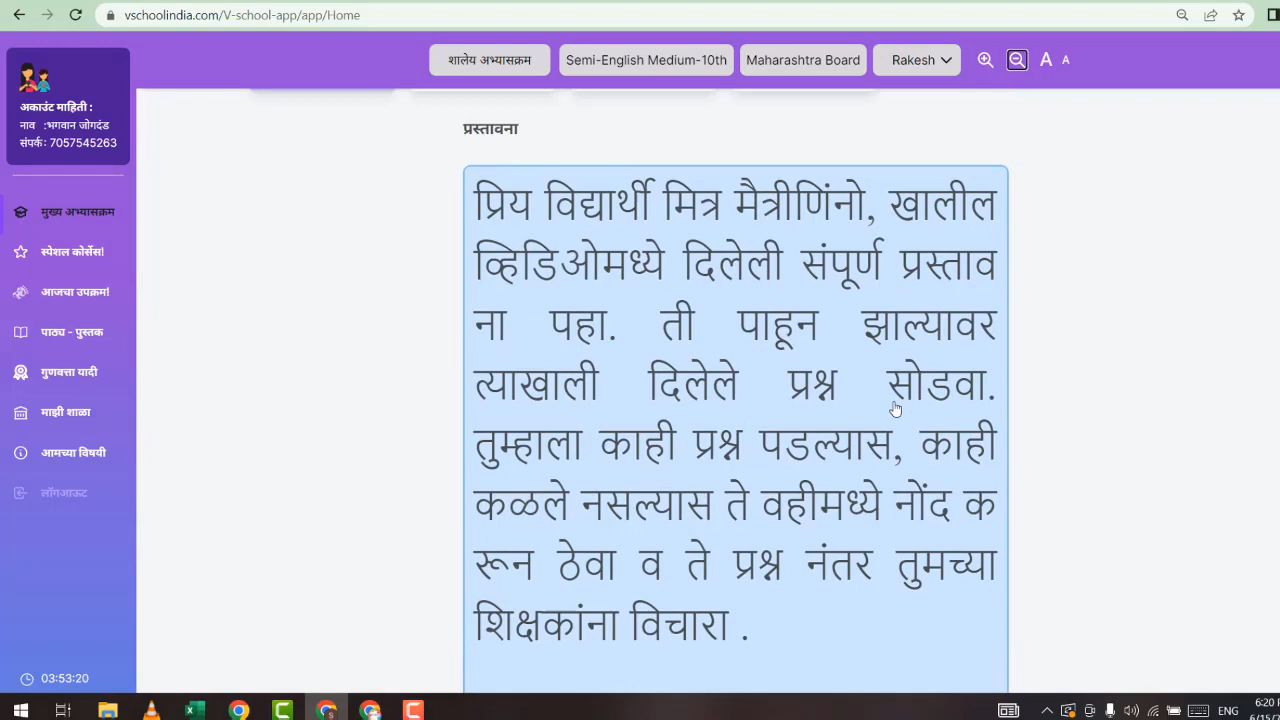 vschoolindia.com/V-school-app/app/Home
शालेय अभ्यासक्रम
Semi-English Medium-10th
Maharashtra Board
Rakesh
A
A
अकाउंट माहिती :
नाव :भगवान जोगदंड
संपर्क: 7057545263
मुख्य अभ्यासक्रम
स्पेशल कोर्सेस!
आजचा उपक्रम!
पाठ्य - पुस्तक
गुणवत्ता यादी
माझी शाळा
आमच्या विषयी
लॉगआऊट
03:53:20
प्रस्तावना
प्रिय विद्यार्थी मित्र मैत्रीणिंनो, खालील
व्हिडिओमध्ये दिलेली संपूर्ण प्रस्ताव
ना पहा. ती पाहून झाल्यावर
त्याखाली दिलेले प्रश्न सोडवा.
तुम्हाला काही प्रश्न पडल्यास, काही
कळले नसल्यास ते वहीमध्ये नोंद क
रून ठेवा व ते प्रश्न नंतर तुमच्या
शिक्षकांना विचारा .
ENG
6:20